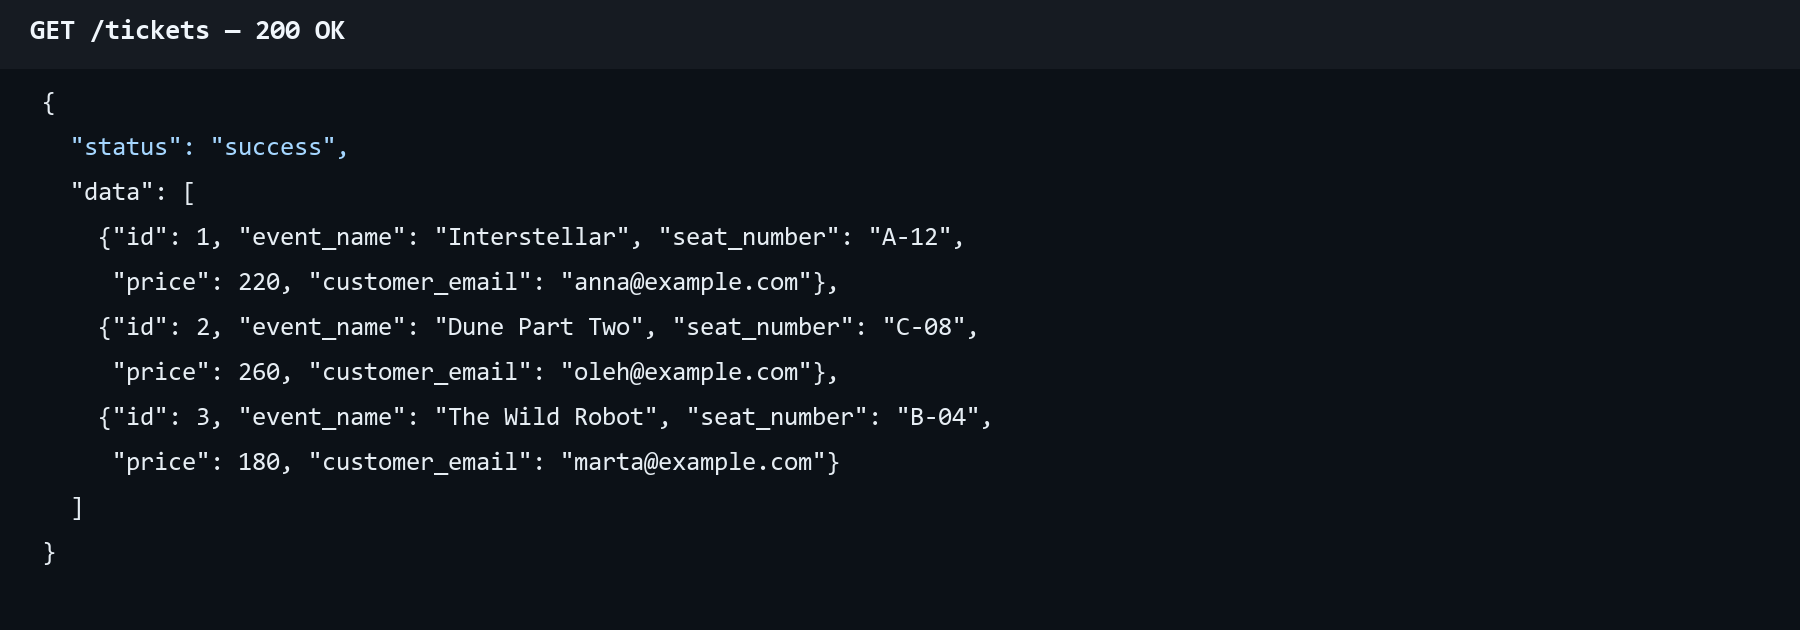 GET /tickets — 200 OK
{
  "status": "success",
  "data": [
    {"id": 1, "event_name": "Interstellar", "seat_number": "A-12",
     "price": 220, "customer_email": "anna@example.com"},
    {"id": 2, "event_name": "Dune Part Two", "seat_number": "C-08",
     "price": 260, "customer_email": "oleh@example.com"},
    {"id": 3, "event_name": "The Wild Robot", "seat_number": "B-04",
     "price": 180, "customer_email": "marta@example.com"}
  ]
}